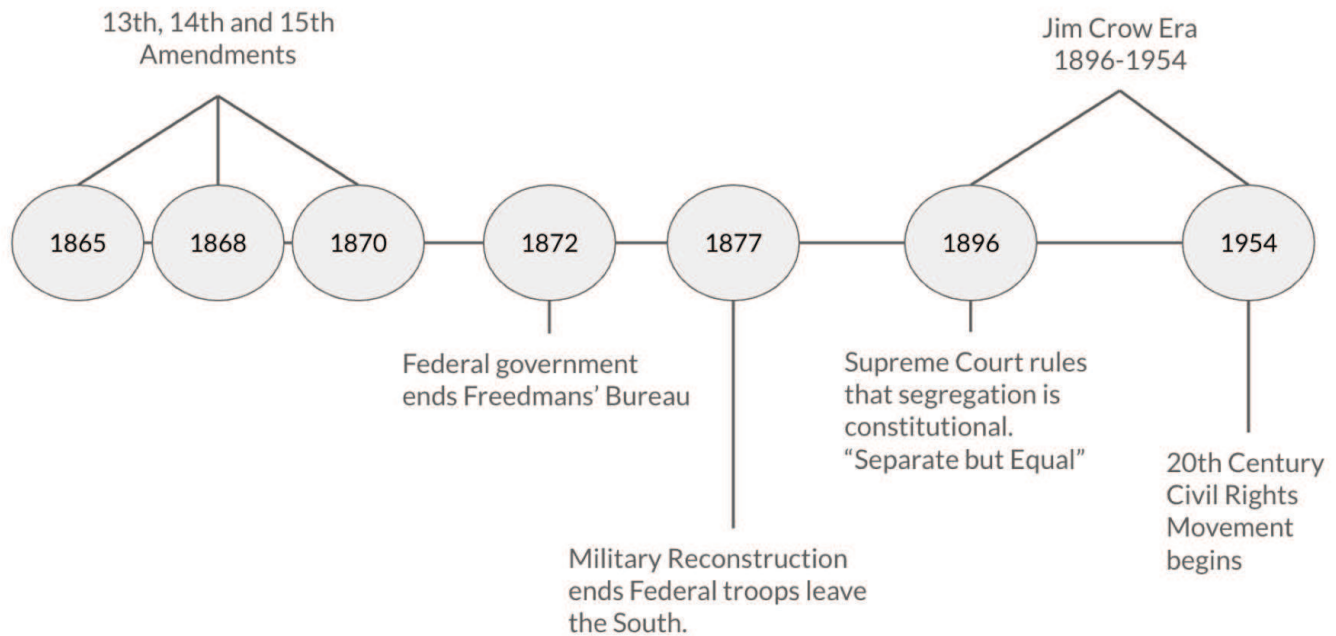 13th, 14th and 15th
Amendments
Jim Crow Era
1896-1954
1865
1868
1870
1872
1877
1896
1954
Federal government
ends Freedmans’ Bureau
Military Reconstruction
ends Federal troops leave
the South.
Supreme Court rules
that segregation is
constitutional.
“Separate but Equal”
20th Century
Civil Rights
Movement
begins